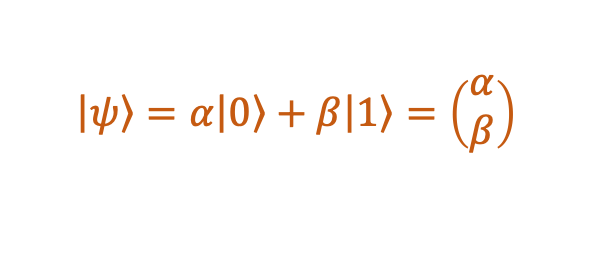 |ψ⟩ = α|0⟩ + β|1⟩ = (α
β)